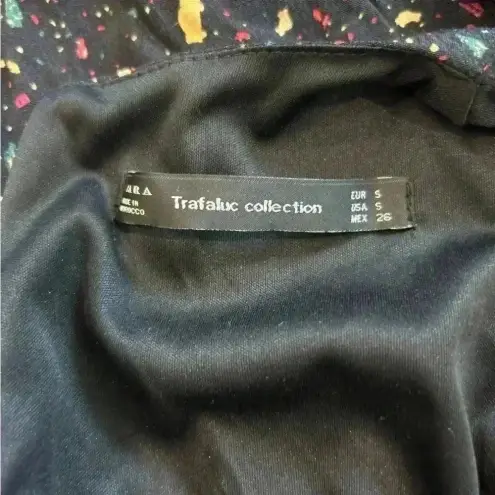 ARA
MADE IN
MOROCCO
Trafaluc collection
EUR S
USA S
MEX 26